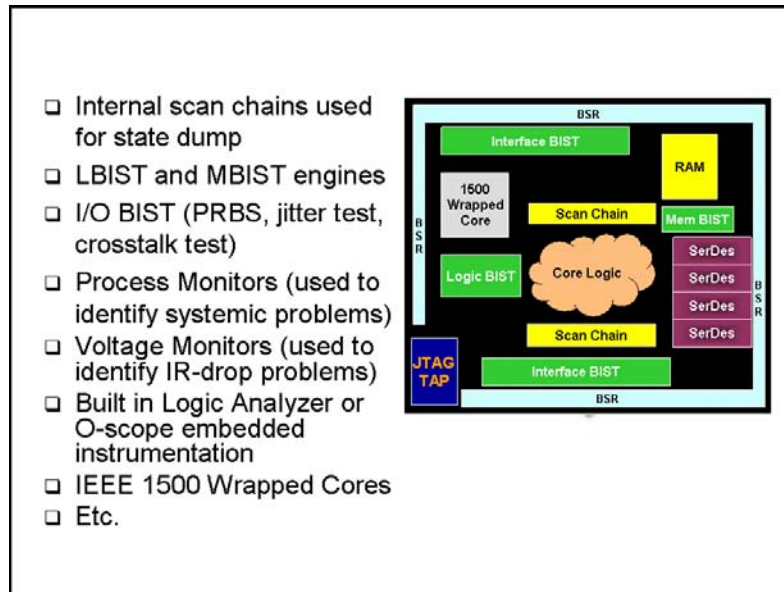 Internal scan chains used
for state dump
LBIST and MBIST engines
I/O BIST (PRBS, jitter test,
crosstalk test)
Process Monitors (used to
identify systemic problems)
Voltage Monitors (used to
identify IR-drop problems)
Built in Logic Analyzer or
O-scope embedded
instrumentation
IEEE 1500 Wrapped Cores
Etc.
BSR
Interface BIST
RAM
1500
Wrapped
Core
Scan Chain
Mem BIST
BSR
SerDes
Logic BIST
Core Logic
SerDes
BSR
SerDes
Scan Chain
SerDes
JTAG
TAP
Interface BIST
BSR